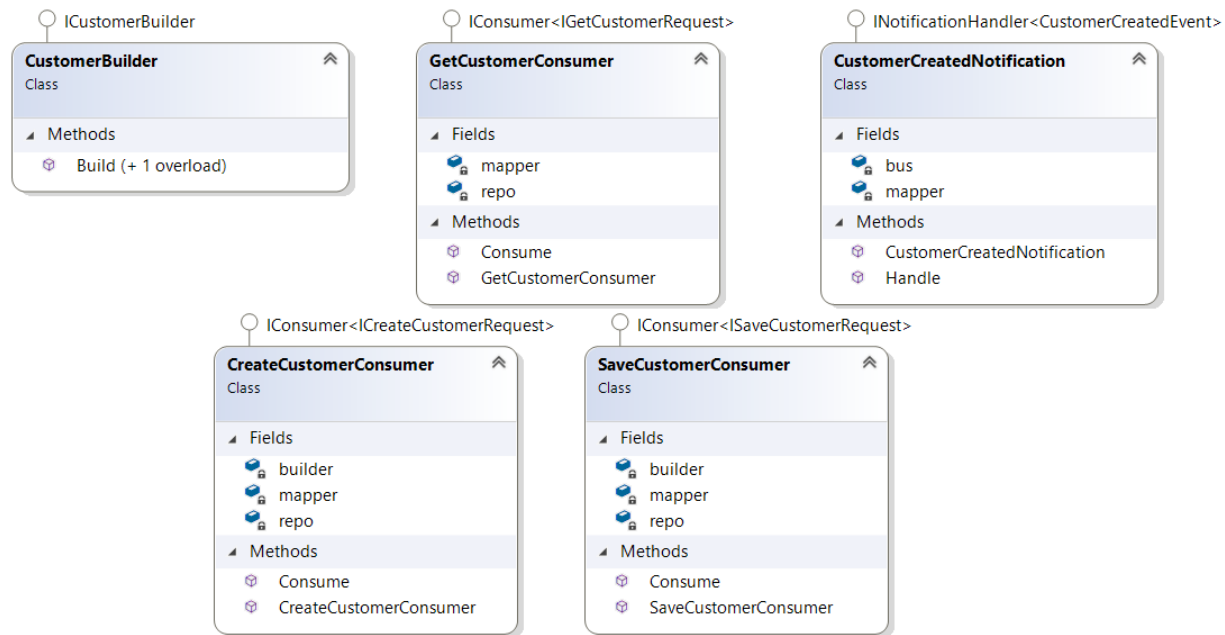 ICustomerBuilder
CustomerBuilder
Class
Methods
Build (+ 1 overload)
IConsumer<IGetCustomerRequest>
GetCustomerConsumer
Class
Fields
mapper
repo
Methods
Consume
GetCustomerConsumer
INotificationHandler<CustomerCreatedEvent>
CustomerCreatedNotification
Class
Fields
bus
mapper
Methods
CustomerCreatedNotification
Handle
IConsumer<ICreateCustomerRequest>
CreateCustomerConsumer
Class
Fields
builder
mapper
repo
Methods
Consume
CreateCustomerConsumer
IConsumer<ISaveCustomerRequest>
SaveCustomerConsumer
Class
Fields
builder
mapper
repo
Methods
Consume
SaveCustomerConsumer